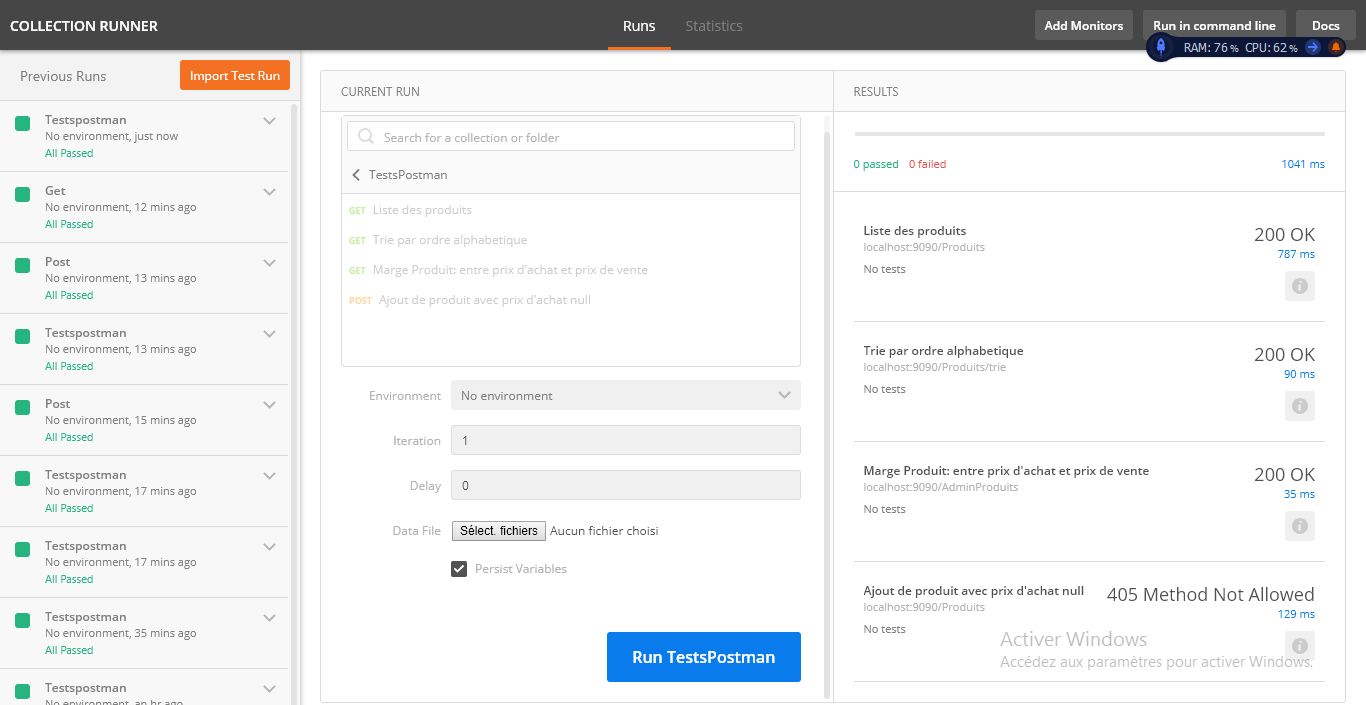 COLLECTION RUNNER
Runs
Statistics
Add Monitors
Run in command line
Docs
RAM: 76 % CPU: 62 %
Previous Runs
Import Test Run
Testspostman
No environment, just now
All Passed
Get
No environment, 12 mins ago
All Passed
Post
No environment, 13 mins ago
All Passed
Testspostman
No environment, 13 mins ago
All Passed
Post
No environment, 15 mins ago
All Passed
Testspostman
No environment, 17 mins ago
All Passed
Testspostman
No environment, 17 mins ago
All Passed
Testspostman
No environment, 35 mins ago
All Passed
Testspostman
No environment, an hr ago
CURRENT RUN
Search for a collection or folder
TestsPostman
GET Liste des produits
GET Trie par ordre alphabetique
GET Marge Produit: entre prix d'achat et prix de vente
POST Ajout de produit avec prix d'achat null
Environment No environment
Iteration 1
Delay 0
Data File Sélect. fichiers Aucun fichier choisi
Persist Variables
Run TestsPostman
RESULTS
0 passed 0 failed 1041 ms
Liste des produits 200 OK
localhost:9090/Produits 787 ms
No tests
Trie par ordre alphabetique 200 OK
localhost:9090/Produits/trie 90 ms
No tests
Marge Produit: entre prix d'achat et prix de vente 200 OK
localhost:9090/AdminProduits 35 ms
No tests
Ajout de produit avec prix d'achat null 405 Method Not Allowed
localhost:9090/Produits 129 ms
No tests
Activer Windows
Accédez aux paramètres pour activer Windows.